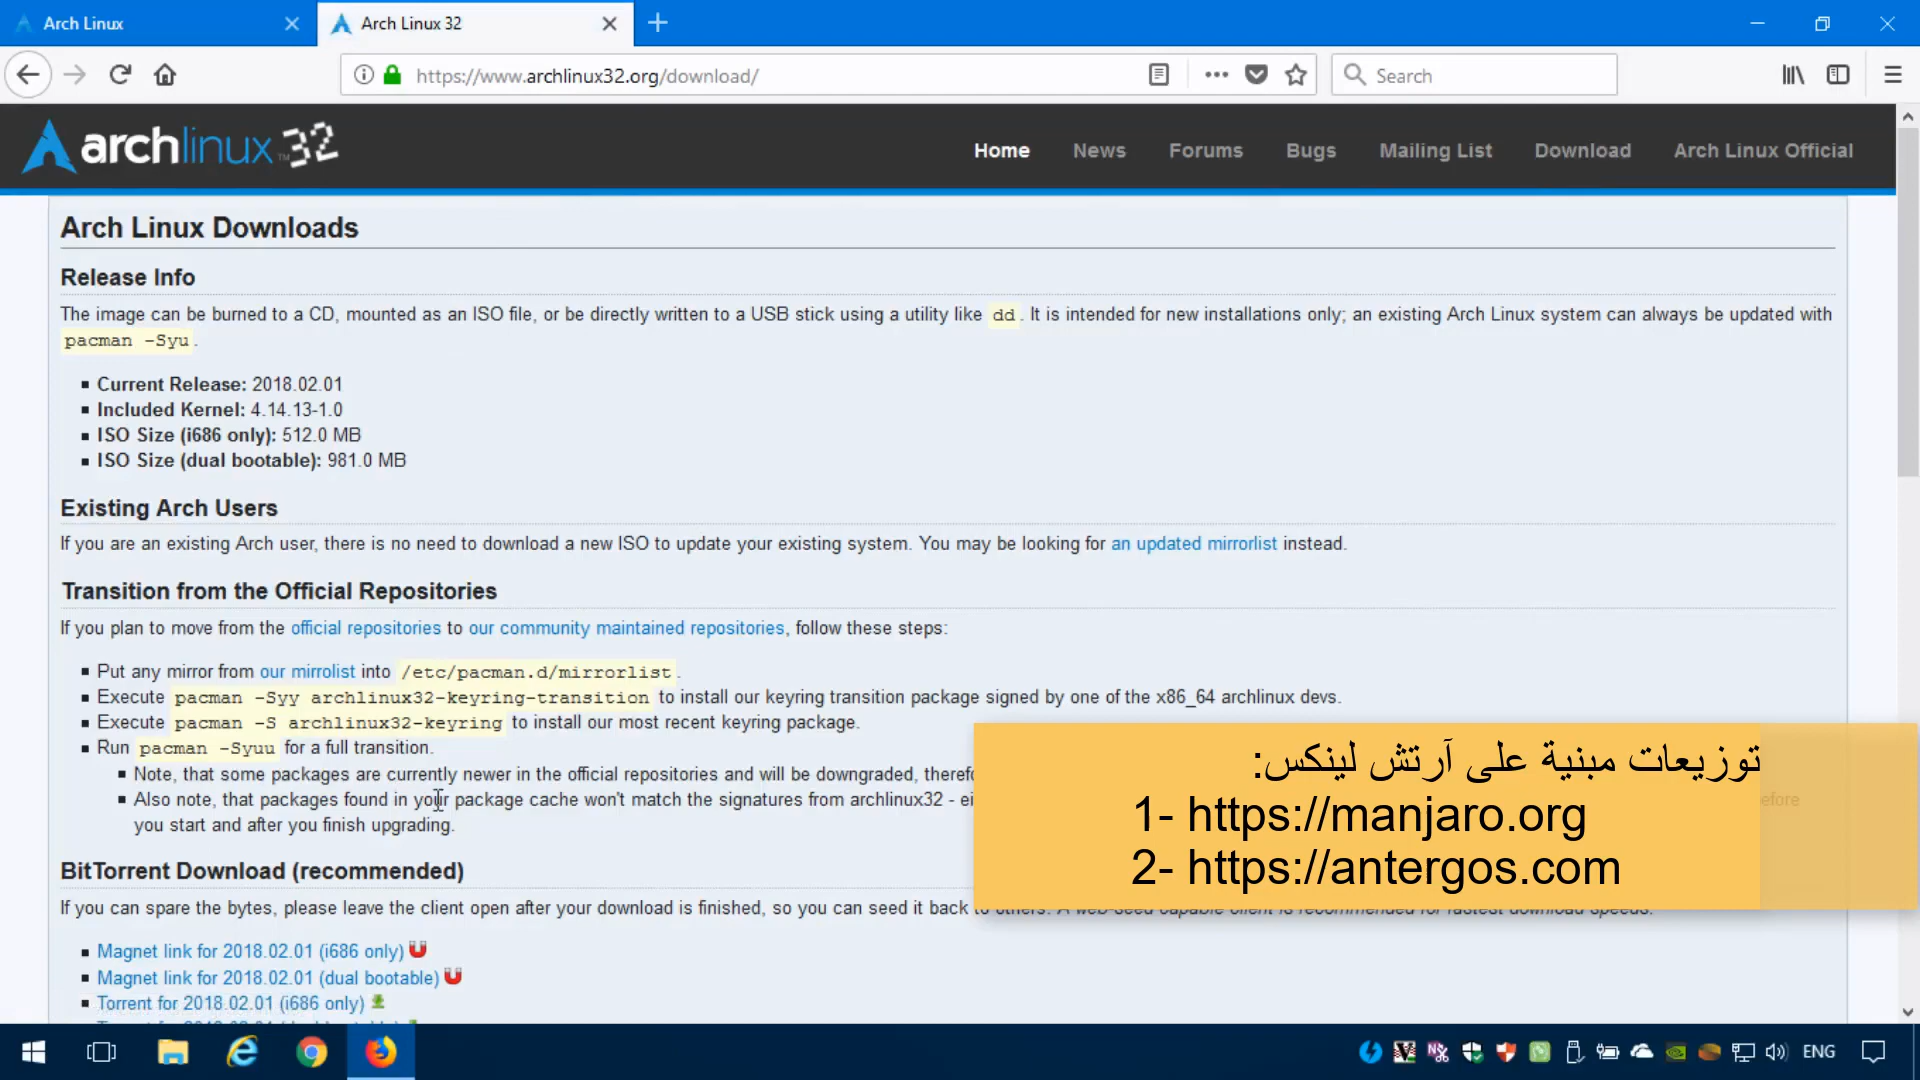 Arch Linux
Arch Linux 32
https://www.archlinux32.org/download/
Search
archlinux 32
Home News Forums Bugs Mailing List Download Arch Linux Official
Arch Linux Downloads
Release Info
The image can be burned to a CD, mounted as an ISO file, or be directly written to a USB stick using a utility like dd. It is intended for new installations only; an existing Arch Linux system can always be updated with
pacman -Syu.
Current Release: 2018.02.01
Included Kernel: 4.14.13-1.0
ISO Size (i686 only): 512.0 MB
ISO Size (dual bootable): 981.0 MB
Existing Arch Users
If you are an existing Arch user, there is no need to download a new ISO to update your existing system. You may be looking for an updated mirrorlist instead.
Transition from the Official Repositories
If you plan to move from the official repositories to our community maintained repositories, follow these steps:
Put any mirror from our mirrolist into /etc/pacman.d/mirrorlist.
Execute pacman -Syy archlinux32-keyring-transition to install our keyring transition package signed by one of the x86_64 archlinux devs.
Execute pacman -S archlinux32-keyring to install our most recent keyring package.
Run pacman -Syuu for a full transition.
Note, that some packages are currently newer in the official repositories and will be downgraded,
Also note, that packages found in your package cache won't match the signatures from archlinux32 - before
you start and after you finish upgrading.
توزيعات مبنية على آرتش لينكس:
1- https://manjaro.org
2- https://antergos.com
BitTorrent Download (recommended)
If you can spare the bytes, please leave the client open after your download is finished, so you can seed it back to others. A web-seed capable client is recommended for fastest download speeds.
Magnet link for 2018.02.01 (i686 only)
Magnet link for 2018.02.01 (dual bootable)
Torrent for 2018.02.01 (i686 only)
ENG